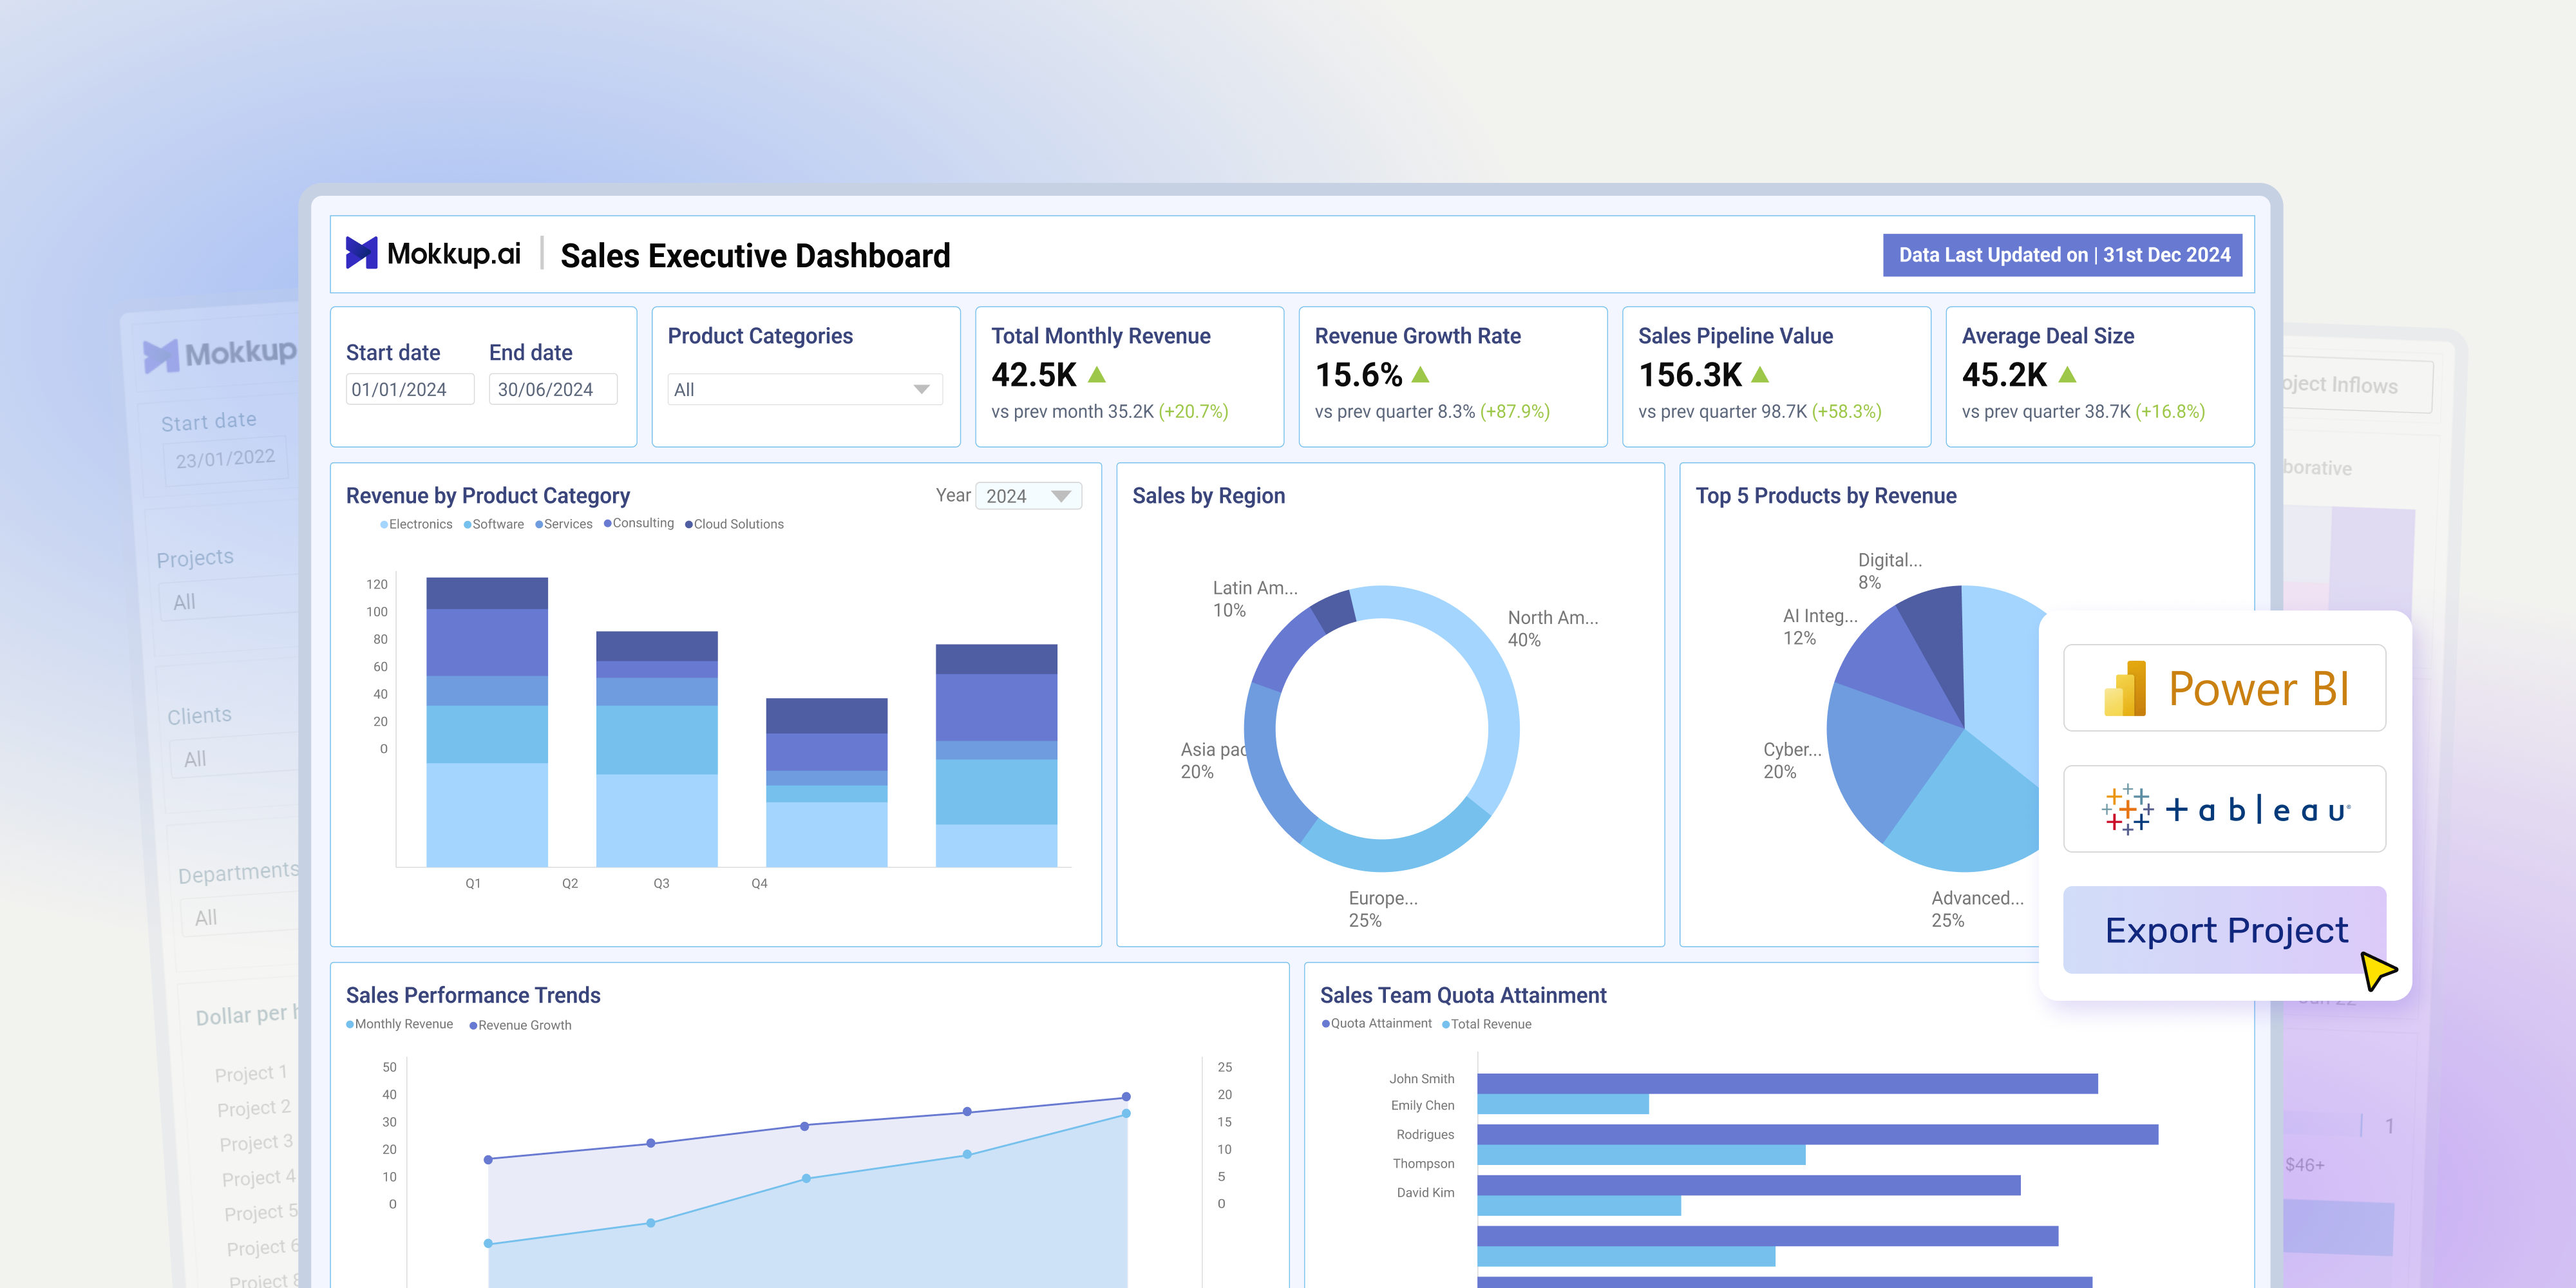 Mokkup.ai
Sales Executive Dashboard
Data Last Updated on | 31st Dec 2024
Start date
End date
01/01/2024
30/06/2024
Product Categories
All
Total Monthly Revenue
42.5K
vs prev month 35.2K (+20.7%)
Revenue Growth Rate
15.6%
vs prev quarter 8.3% (+87.9%)
Sales Pipeline Value
156.3K
vs prev quarter 98.7K (+58.3%)
Average Deal Size
45.2K
vs prev quarter 38.7K (+16.8%)
Revenue by Product Category
Year
2024
Electronics Software Services Consulting Cloud Solutions
120
100
80
60
40
20
0
Q1 Q2 Q3 Q4
Sales by Region
Latin Am...
10%
North Am...
40%
Asia pac
20%
Europe...
25%
Top 5 Products by Revenue
Digital...
8%
AI Integ...
12%
Cyber...
20%
Advanced...
25%
Power BI
+ a b l e a u
Export Project
Sales Performance Trends
Monthly Revenue Revenue Growth
50
40
30
20
10
0
25
20
15
10
5
0
Sales Team Quota Attainment
Quota Attainment Total Revenue
John Smith
Emily Chen
Rodrigues
Thompson
David Kim
Mokkup
Start date
23/01/2022
Projects
All
Clients
All
Departments
All
Dollar per
Project 1
Project 2
Project 3
Project 4
Project 5
Project 6
Project 8
oject Inflows
borative
1
$46+